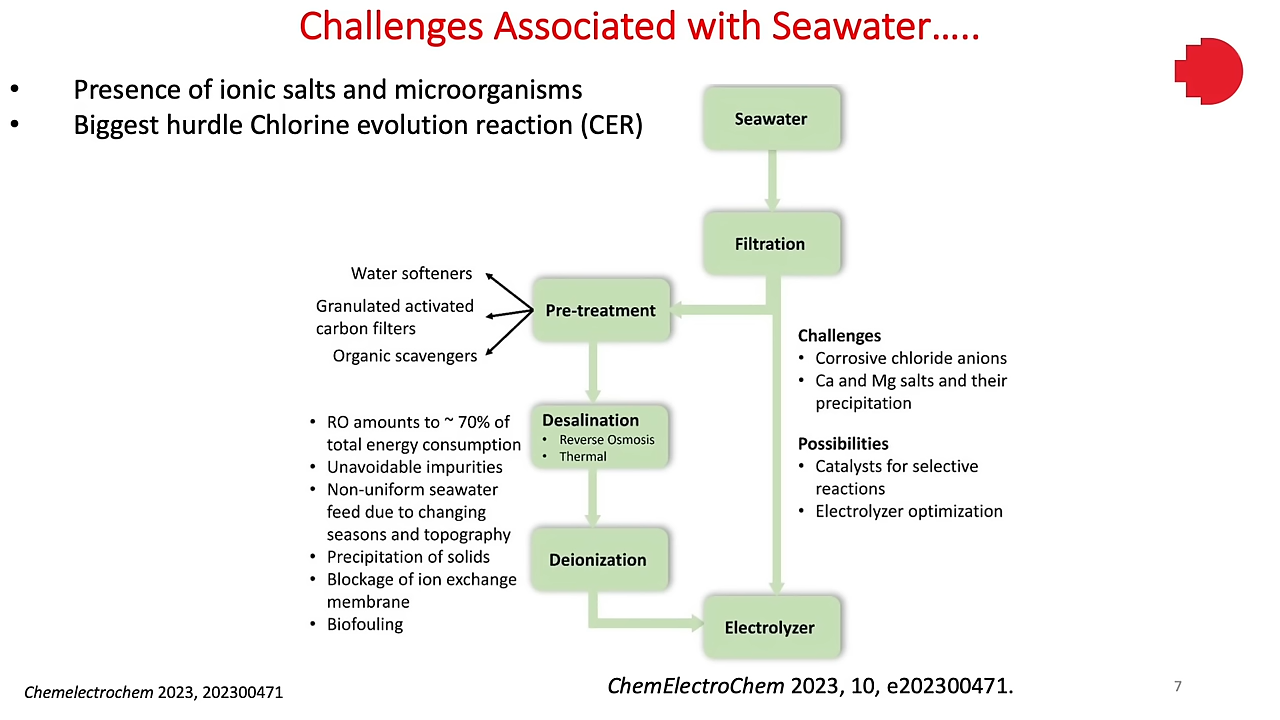 Challenges Associated with Seawater.....
• Presence of ionic salts and microorganisms
• Biggest hurdle Chlorine evolution reaction (CER)
Seawater
Filtration
Pre-treatment
Water softeners
Granulated activated
carbon filters
Organic scavengers
Desalination
• Reverse Osmosis
• Thermal
• RO amounts to ~ 70% of
total energy consumption
• Unavoidable impurities
• Non-uniform seawater
feed due to changing
seasons and topography
• Precipitation of solids
• Blockage of ion exchange
membrane
• Biofouling
Deionization
Challenges
• Corrosive chloride anions
• Ca and Mg salts and their
precipitation
Possibilities
• Catalysts for selective
reactions
• Electrolyzer optimization
Electrolyzer
Chemelectrochem 2023, 202300471
ChemElectroChem 2023, 10, e202300471.
7